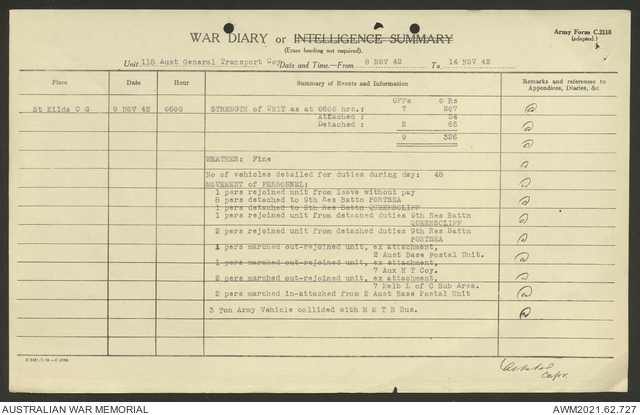 WAR DIARY or INTELLIGENCE SUMMARY
Army Form C.2118
(adapted.)
(Erase heading not required).
Unit 118 Aust General Transport Coy Date and Time—From 8 NOV 42 To 14 NOV 42
Place Date Hour Summary of Events and Information Remarks and references to
Appendices, Diaries, &c.
OFFs O Rs
St Kilda C G 9 NOV 42 0600 STRENGTH of UNIT as at 0600 hrs.: 7 207
Attached : 54
Detached : 2 65
9 326
WEATHER: Fine
No of vehicles detailed for duties during day: 48
MOVEMENT of PERSONNEL:
1 pers rejoined unit from leave without pay
8 pers detached to 9th Res Battn PORTSEA
1 pers detached to 9th Res Battn QUEENSCLIFF
1 pers rejoined unit from detached duties 9th Res Battn
QUEENSCLIFF
2 pers rejoined unit from detached duties 9th Res Battn
PORTSEA
1 pers marched out-rejoined unit, ex attachment,
2 Aust Base Postal Unit.
1 pers marched out-rejoined unit, ex attachment,
7 Aux H T Coy.
2 pers marched out-rejoined unit, ex attachment,
7 Melb L of C Sub Area.
2 pers marched in-attached from 2 Aust Base Postal Unit
3 Ton Army Vehicle collided with M M T B Bus.
Capt.
AUSTRALIAN WAR MEMORIAL
AWM2021.62.727